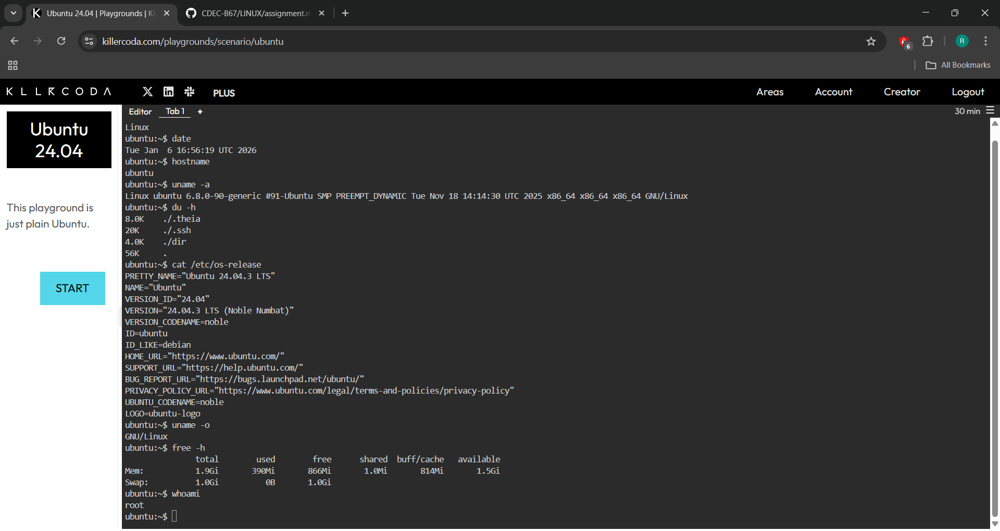 Ubuntu 24.04 | Playgrounds | Ki
CDEC-B67/LINUX/assignment.m
killercoda.com/playgrounds/scenario/ubuntu
6
R
All Bookmarks
KLLRCODA
PLUS
Areas
Account
Creator
Logout
Ubuntu
24.04
This playground is
just plain Ubuntu.
START
Editor
Tab 1
+
30 min
Linux
ubuntu:~$ date
Tue Jan  6 16:56:19 UTC 2026
ubuntu:~$ hostname
ubuntu
ubuntu:~$ uname -a
Linux ubuntu 6.8.0-90-generic #91-Ubuntu SMP PREEMPT_DYNAMIC Tue Nov 18 14:14:30 UTC 2025 x86_64 x86_64 x86_64 GNU/Linux
ubuntu:~$ du -h
8.0K    ./.theia
20K     ./.ssh
4.0K    ./dir
56K     .
ubuntu:~$ cat /etc/os-release
PRETTY_NAME="Ubuntu 24.04.3 LTS"
NAME="Ubuntu"
VERSION_ID="24.04"
VERSION="24.04.3 LTS (Noble Numbat)"
VERSION_CODENAME=noble
ID=ubuntu
ID_LIKE=debian
HOME_URL="https://www.ubuntu.com/"
SUPPORT_URL="https://help.ubuntu.com/"
BUG_REPORT_URL="https://bugs.launchpad.net/ubuntu/"
PRIVACY_POLICY_URL="https://www.ubuntu.com/legal/terms-and-policies/privacy-policy"
UBUNTU_CODENAME=noble
LOGO=ubuntu-logo
ubuntu:~$ uname -o
GNU/Linux
ubuntu:~$ free -h
               total        used        free      shared  buff/cache   available
Mem:           1.9Gi       390Mi       866Mi       1.0Mi       814Mi       1.5Gi
Swap:          1.0Gi          0B       1.0Gi
ubuntu:~$ whoami
root
ubuntu:~$